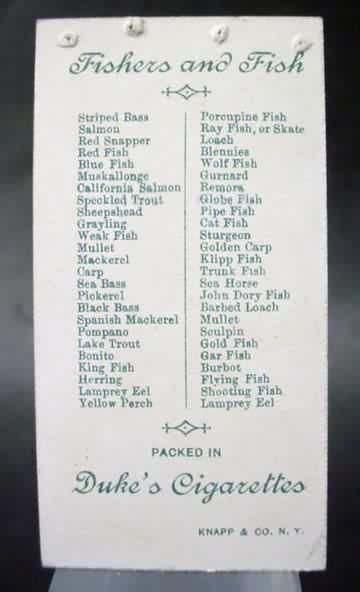 Fishers and Fish
Striped Bass
Salmon
Red Snapper
Red Fish
Blue Fish
Muskallonge
California Salmon
Speckled Trout
Sheepshead
Grayling
Weak Fish
Mullet
Mackerel
Carp
Sea Bass
Pickerel
Black Bass
Spanish Mackerel
Pompano
Lake Trout
Bonito
King Fish
Herring
Lamprey Eel
Yellow Perch
Porcupine Fish
Ray Fish, or Skate
Loach
Blennies
Wolf Fish
Gurnard
Remora
Globe Fish
Pipe Fish
Cat Fish
Sturgeon
Golden Carp
Klipp Fish
Trunk Fish
Sea Horse
John Dory Fish
Barbed Loach
Mullet
Sculpin
Gold Fish
Gar Fish
Burbot
Flying Fish
Shooting Fish
Lamprey Eel
PACKED IN
Duke's Cigarettes
KNAPP & CO. N. Y.